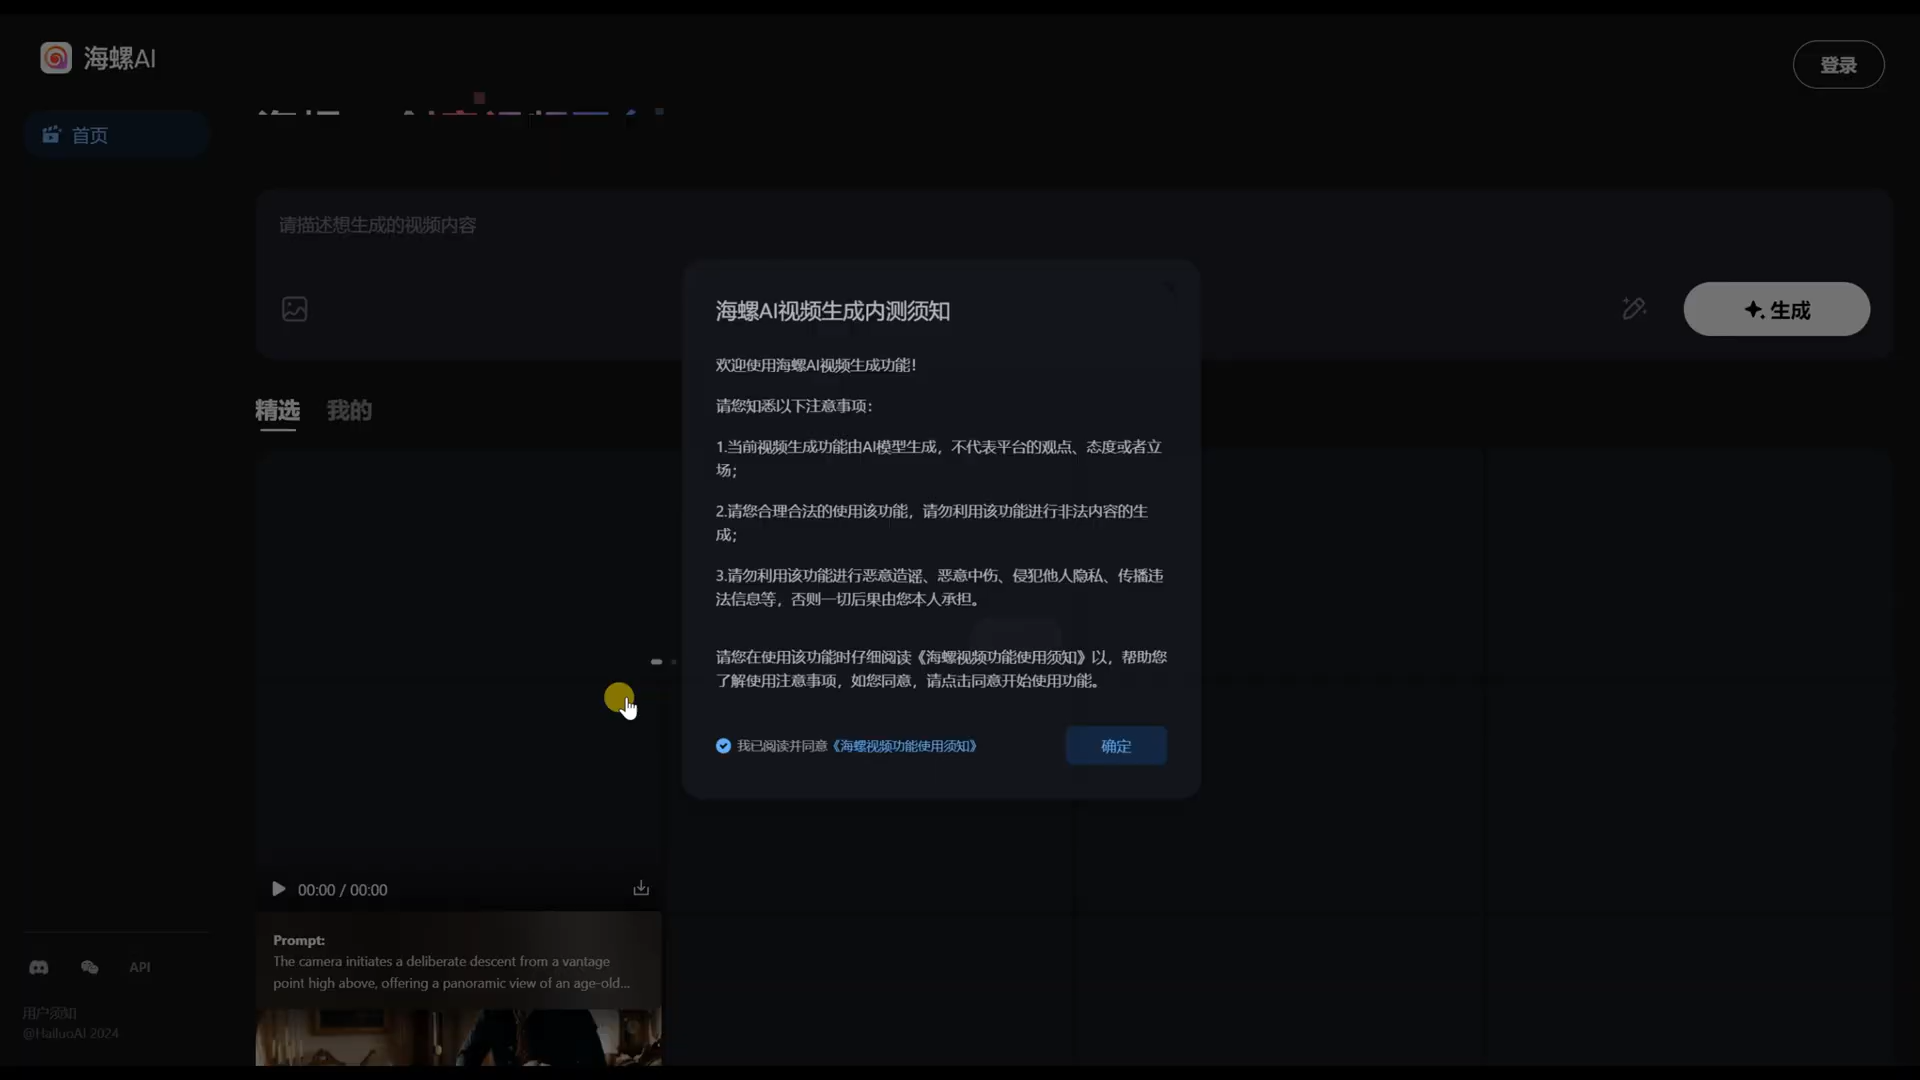 海螺AI
登录
首页
请描述想生成的视频内容
生成
精选
我的
海螺AI视频生成内测须知
欢迎使用海螺AI视频生成功能！
请您知悉以下注意事项：
1.当前视频生成功能由AI模型生成，不代表平台的观点、态度或者立
场；
2.请您合理合法的使用该功能，请勿利用该功能进行非法内容的生
成；
3.请勿利用该功能进行恶意造谣、恶意中伤、侵犯他人隐私、传播违
法信息等，否则一切后果由您本人承担。
请您在使用该功能时仔细阅读《海螺视频功能使用须知》以，帮助您
了解使用注意事项，如您同意，请点击同意开始使用功能。
我已阅读并同意《海螺视频功能使用须知》
确定
00:00 / 00:00
Prompt:
The camera initiates a deliberate descent from a vantage
point high above, offering a panoramic view of an age-old...
API
用户须知
@HailuoAI 2024